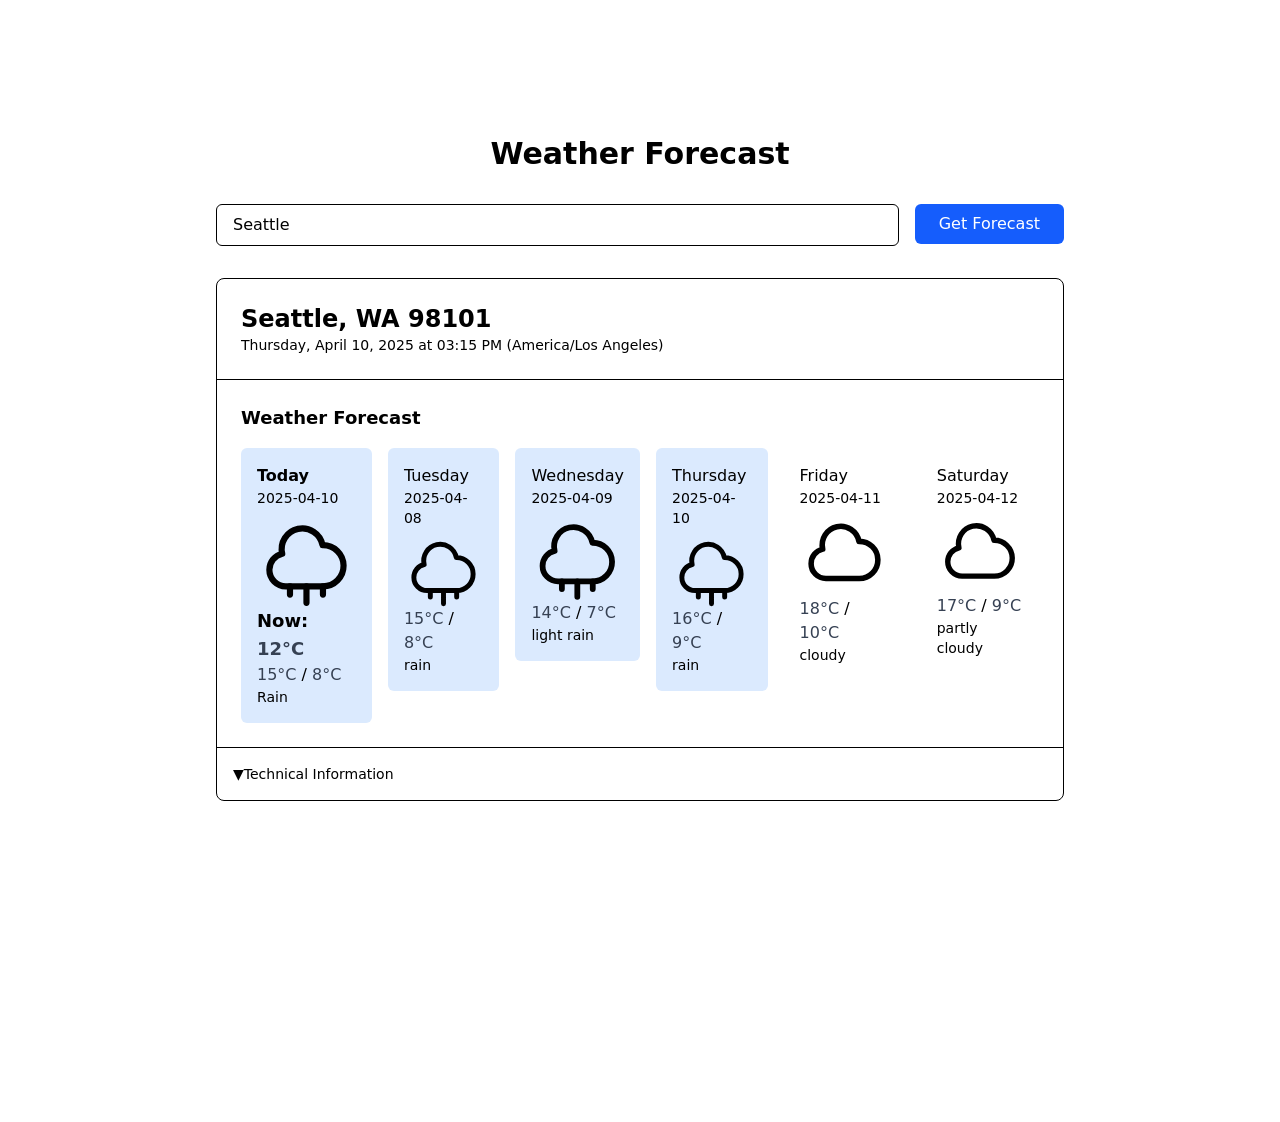 Weather Forecast
Seattle
Get Forecast
Seattle, WA 98101
Thursday, April 10, 2025 at 03:15 PM (America/Los Angeles)
Weather Forecast
Today
2025-04-10
Now:
12°C
15°C / 8°C
Rain
Tuesday
2025-04-
08
15°C /
8°C
rain
Wednesday
2025-04-09
14°C / 7°C
light rain
Thursday
2025-04-
10
16°C /
9°C
rain
Friday
2025-04-11
18°C /
10°C
cloudy
Saturday
2025-04-12
17°C / 9°C
partly
cloudy
▼Technical Information